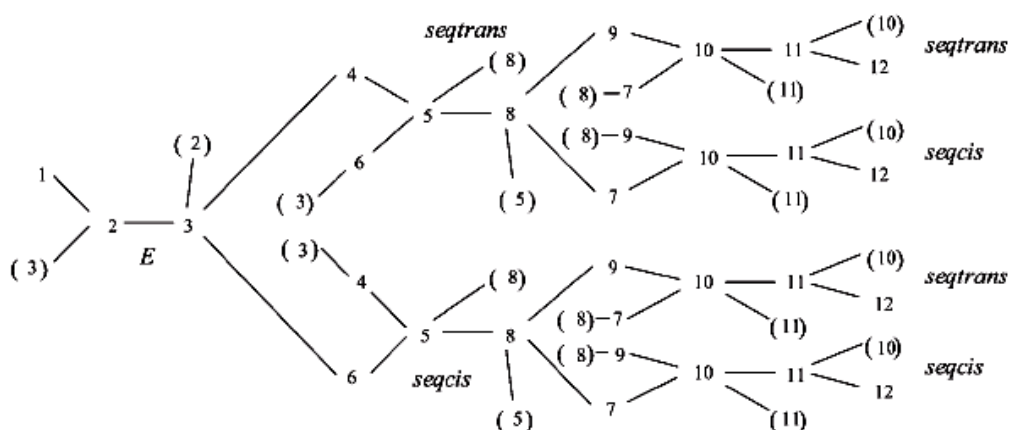 seqtrans ( 8) 9 10 11 (10) seqtrans
4 ( 8) 7 (11) 12
5 8
1 (2) 6 ( 8) 9 10 11 (10) seqcis
( 3) ( 5) 7 (11) 12
2 3
( 3) E ( 3)
4 ( 8) 9 10 11 (10) seqtrans
5 8 ( 8) 7 (11) 12
6 seqcis ( 8) 9 10 11 (10) seqcis
( 5) 7 (11) 12